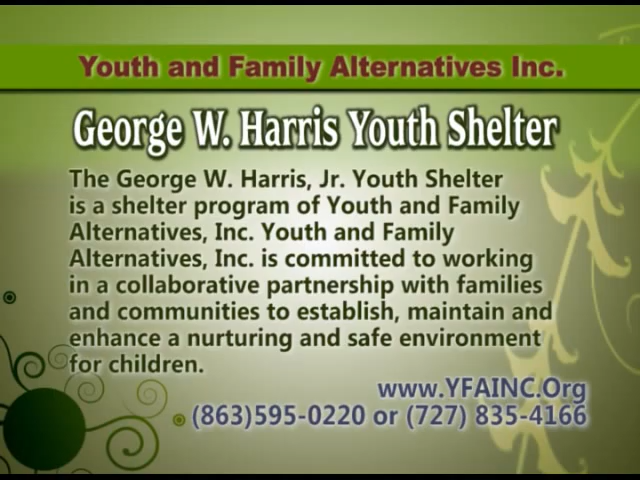 Youth and Family Alternatives Inc.
George W. Harris Youth Shelter
The George W. Harris, Jr. Youth Shelter
is a shelter program of Youth and Family
Alternatives, Inc. Youth and Family
Alternatives, Inc. is committed to working
in a collaborative partnership with families
and communities to establish, maintain and
enhance a nurturing and safe environment
for children.
www.YFAINC.Org
(863)595-0220 or (727) 835-4166